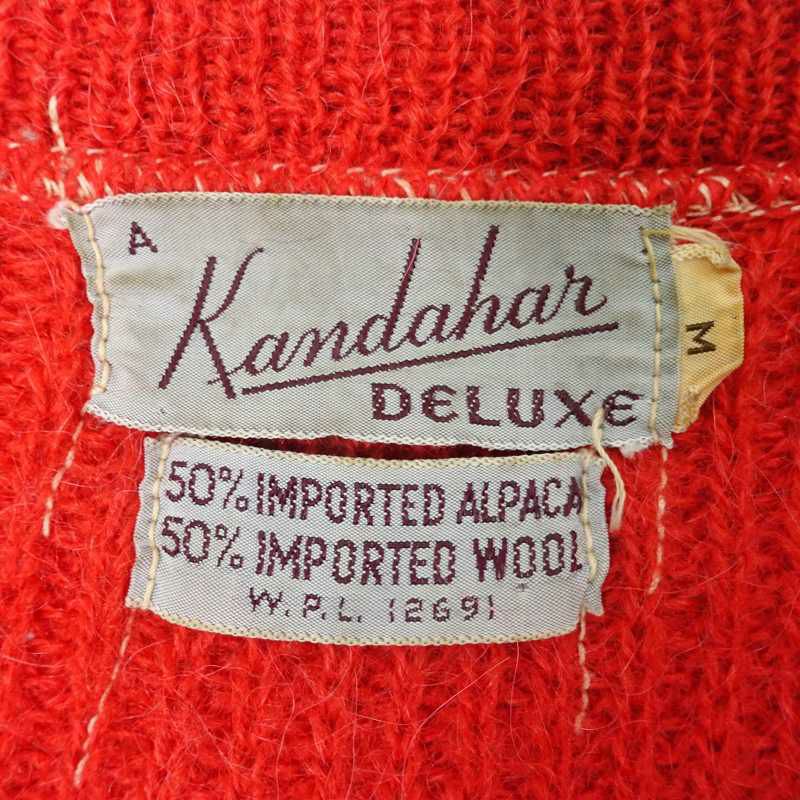 A
Kandahar
DELUXE
M
50% IMPORTED ALPACA
50% IMPORTED WOOL
W.P.L. 12691